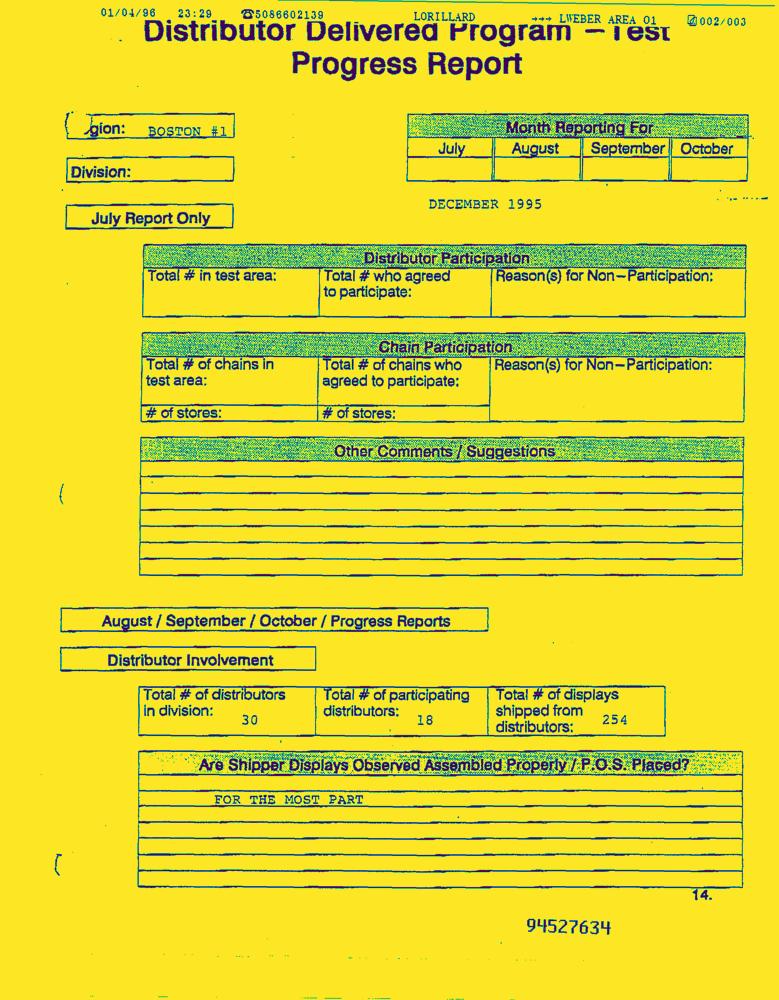 01/04/96 23:29 ☎5086602139 LORILLARD →→→ LWEBER AREA 01 002/003
Distributor Delivered Program – Test
Progress Report
gion: BOSTON #1
Month Reporting For
July August September October
Division:
DECEMBER 1995
July Report Only
Distributor Participation
Total # in test area: Total # who agreed Reason(s) for Non–Participation:
to participate:
Chain Participation
Total # of chains in Total # of chains who Reason(s) for Non–Participation:
test area: agreed to participate:
# of stores: # of stores:
Other Comments / Suggestions
August / September / October / Progress Reports
Distributor Involvement
Total # of distributors Total # of participating Total # of displays
in division: 30 distributors: 18 shipped from
distributors: 254
Are Shipper Displays Observed Assembled Properly / P.O.S. Placed?
FOR THE MOST PART
14.
94527634